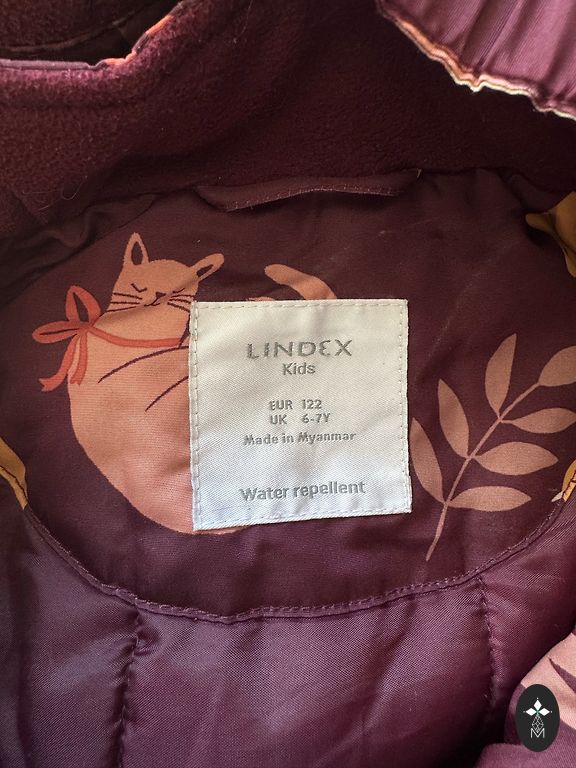 LINDEX
Kids
EUR 122
UK 6-7Y
Made in Myanmar
Water repellent
M